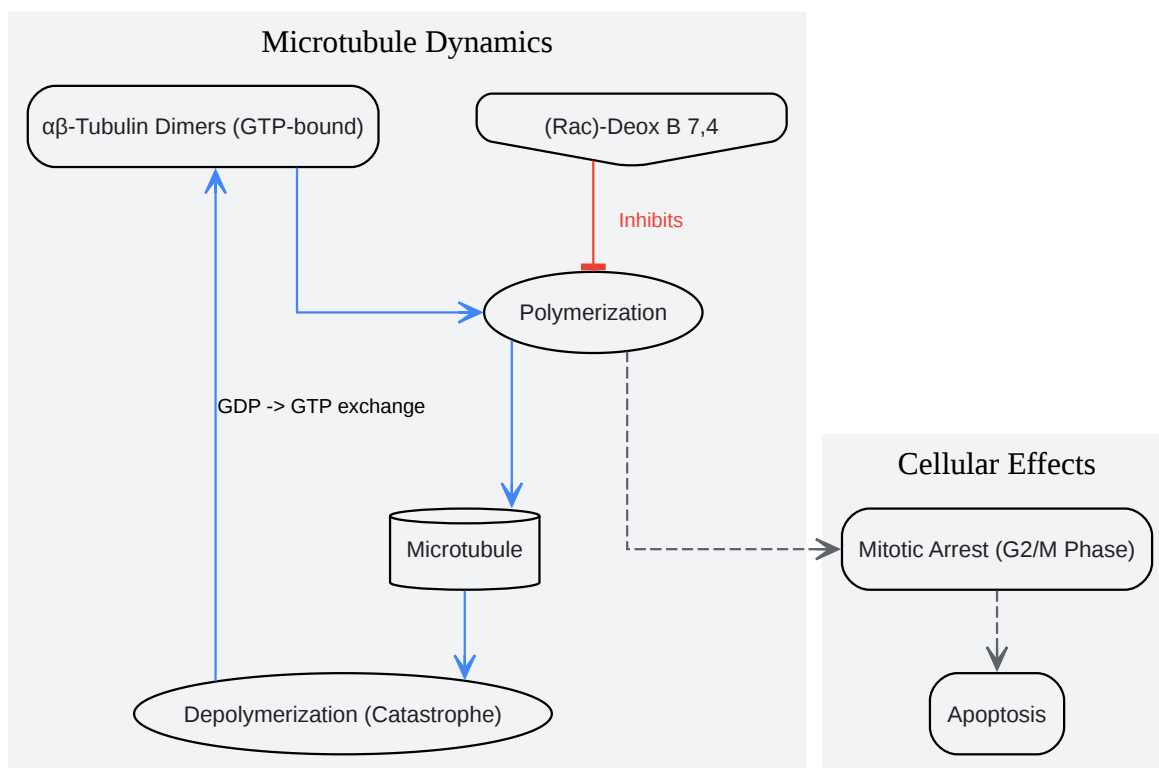 Microtubule Dynamics
αβ-Tubulin Dimers (GTP-bound)
(Rac)-Deox B 7,4
Inhibits
Polymerization
GDP -> GTP exchange
Cellular Effects
Microtubule
Mitotic Arrest (G2/M Phase)
Depolymerization (Catastrophe)
Apoptosis